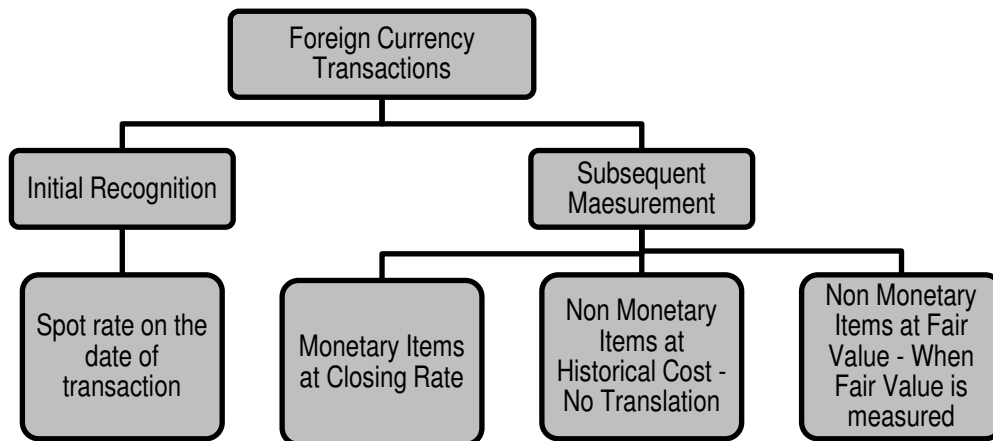 Foreign Currency
Transactions
Initial Recognition
Subsequent
Maesurement
Spot rate on the
date of
transaction
Monetary Items
at Closing Rate
Non Monetary
Items at
Historical Cost -
No Translation
Non Monetary
Items at Fair
Value - When
Fair Value is
measured